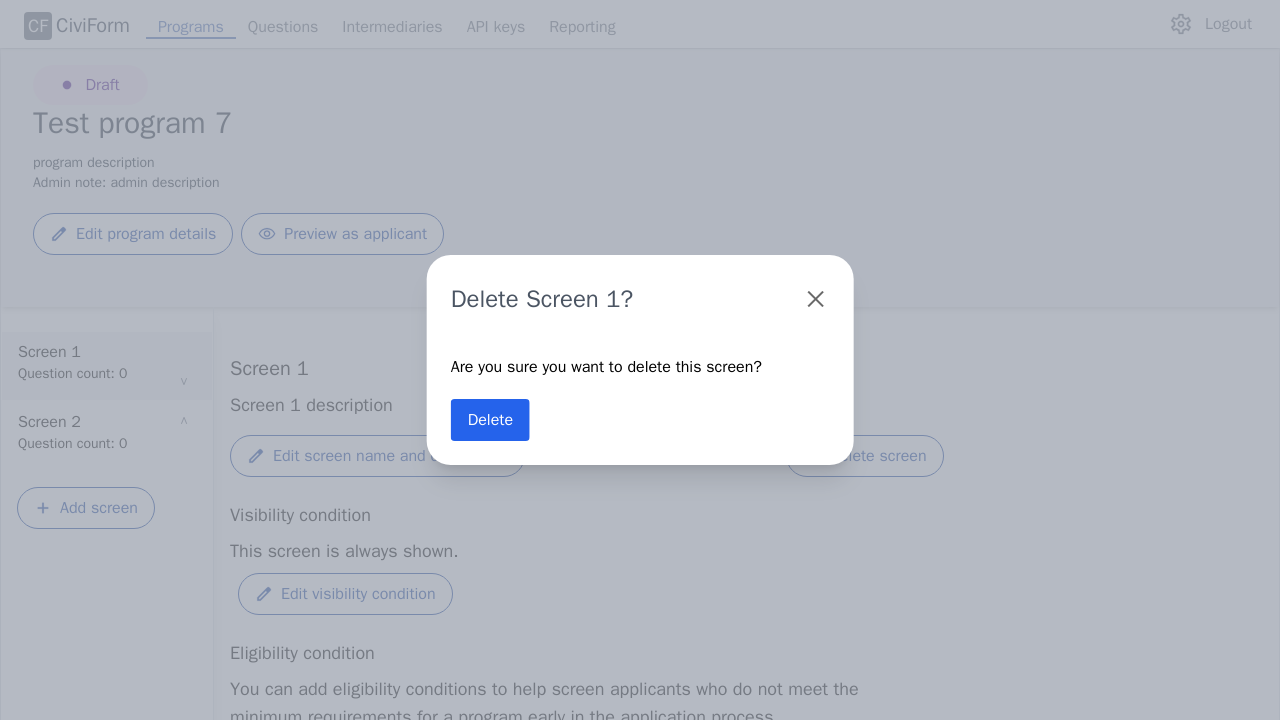 CF CiviForm Programs Questions Intermediaries API keys Reporting Logout
Draft
Test program 7
program description
Admin note: admin description
Edit program details Preview as applicant
Delete Screen 1?
Are you sure you want to delete this screen?
Delete
Screen 1
Question count: 0
Screen 2
Question count: 0
Add screen
Screen 1
Screen 1 description
Edit screen name and screen
Visibility condition
This screen is always shown.
Edit visibility condition
Eligibility condition
You can add eligibility conditions to help screen applicants who do not meet the
minimum requirements for a program early in the application process.